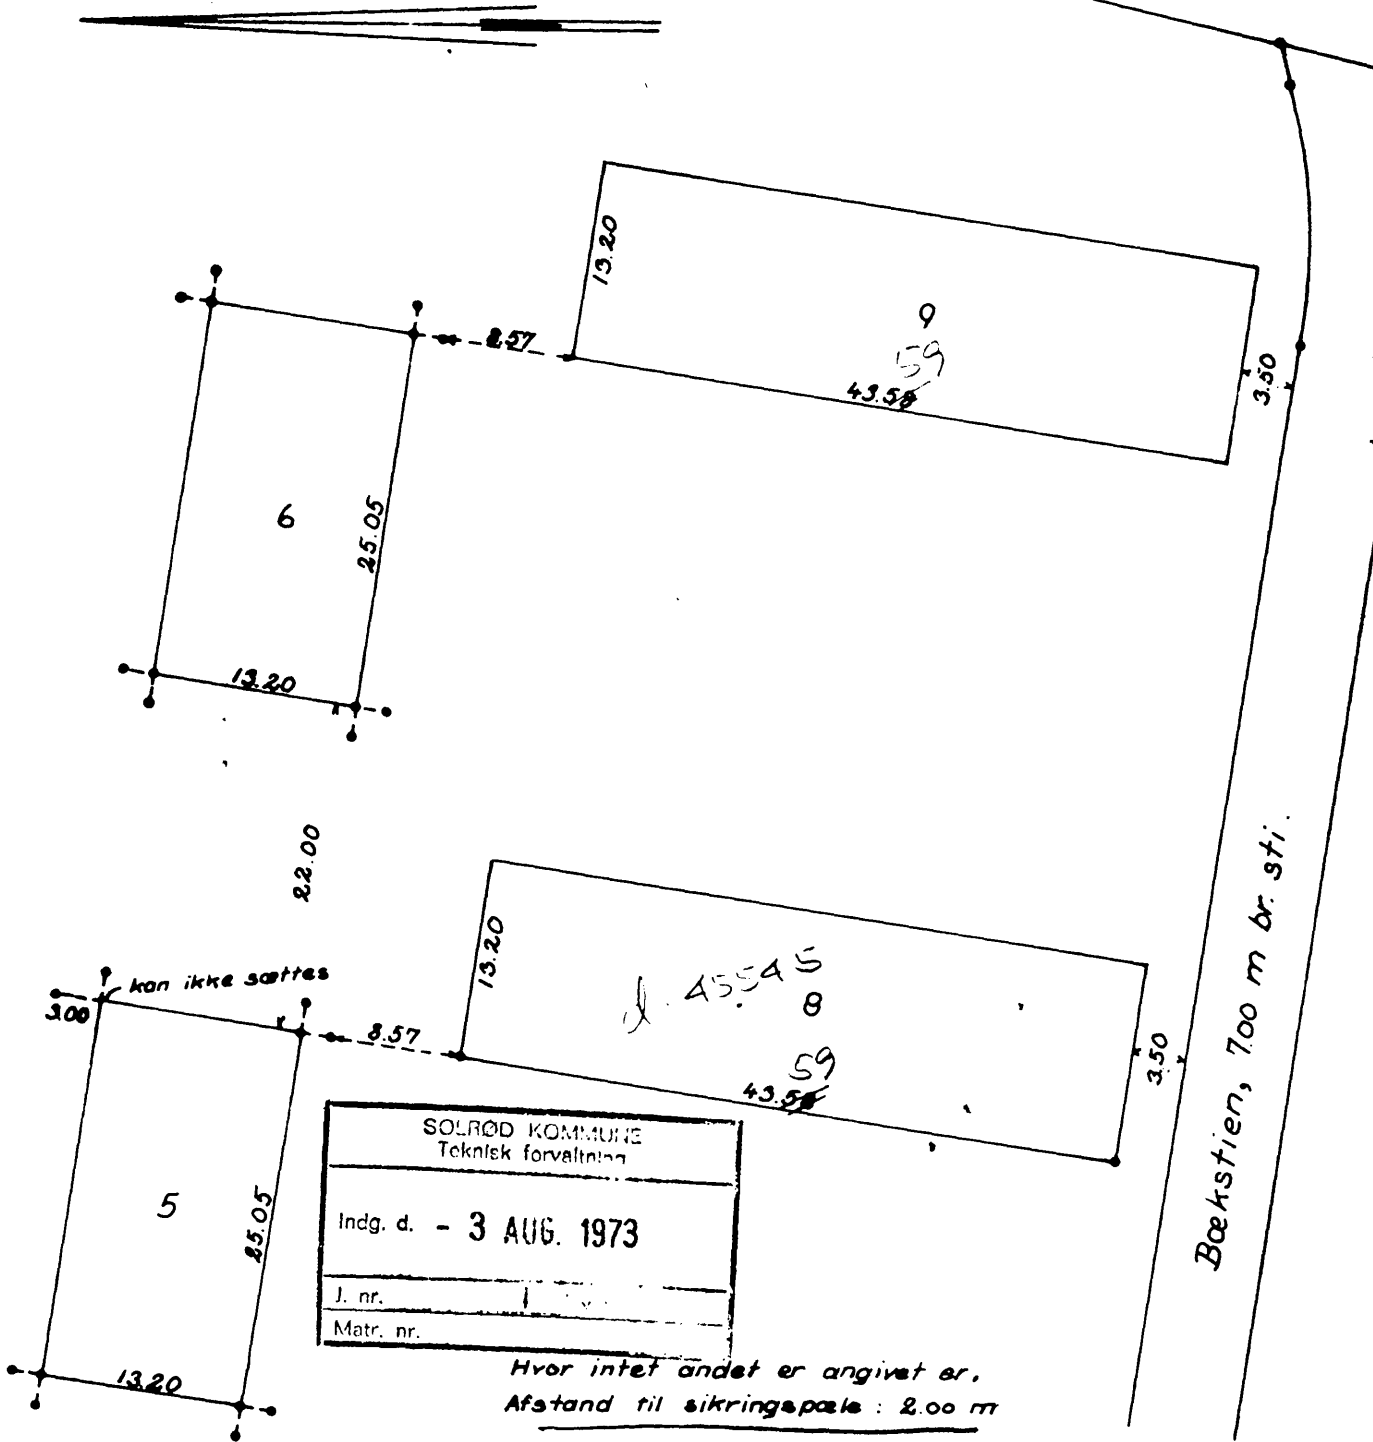 13.20
9
59
43.58
3.50
8.57
6
25.05
13.20
22.00
13.20
kan ikke sættes
3.00
8.57
d. 45545
8
59
43.58
3.50
Bækstien, 7.00 m br. sti.
SOLRØD KOMMUNE
Teknisk forvaltning
Indg. d. - 3 AUG. 1973
J. nr.
Matr. nr.
5
25.05
13.20
Hvor intet andet er angivet er.
Afstand til sikringspæle : 2.00 m